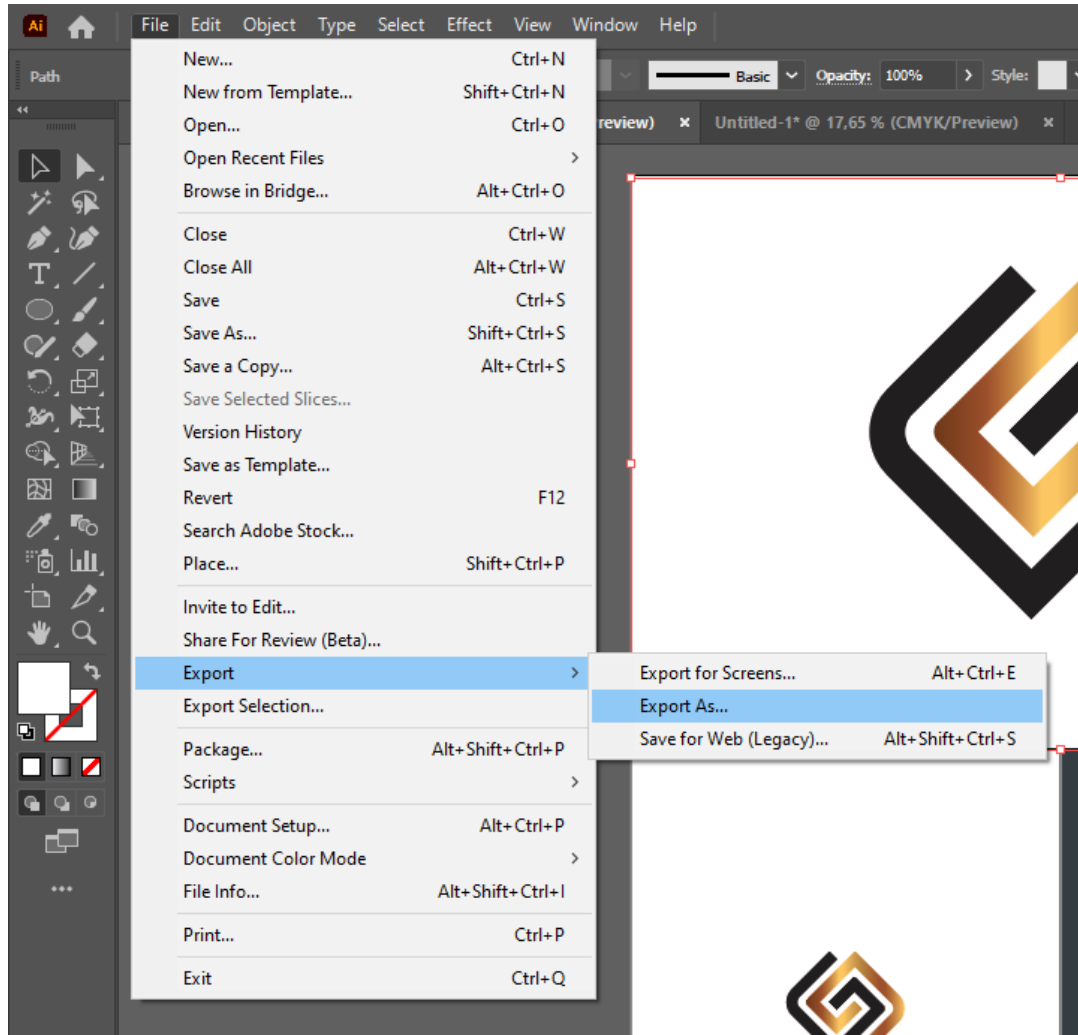 Ai File Edit Object Type Select Effect View Window Help
Path Basic Opacity: 100% Style:
review) × Untitled-1* @ 17,65 % (CMYK/Preview) ×
New... Ctrl+N
New from Template... Shift+Ctrl+N
Open... Ctrl+O
Open Recent Files
Browse in Bridge... Alt+Ctrl+O
Close Ctrl+W
Close All Alt+Ctrl+W
Save Ctrl+S
Save As... Shift+Ctrl+S
Save a Copy... Alt+Ctrl+S
Save Selected Slices...
Version History
Save as Template...
Revert F12
Search Adobe Stock...
Place... Shift+Ctrl+P
Invite to Edit...
Share For Review (Beta)...
Export
Export Selection...
Export for Screens... Alt+Ctrl+E
Export As...
Save for Web (Legacy)... Alt+Shift+Ctrl+S
Package... Alt+Shift+Ctrl+P
Scripts
Document Setup... Alt+Ctrl+P
Document Color Mode
File Info... Alt+Shift+Ctrl+I
Print... Ctrl+P
Exit Ctrl+Q